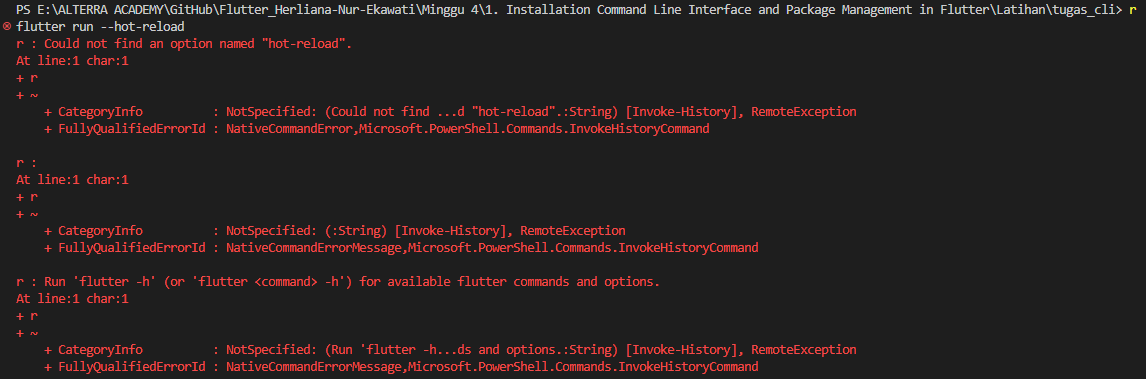 PS E:\ALTERRA ACADEMY\GitHub\Flutter_Herliana-Nur-Ekawati\Minggu 4\1. Installation Command Line Interface and Package Management in Flutter\Latihan\tugas_cli> r
flutter run --hot-reload
r : Could not find an option named "hot-reload".
At line:1 char:1
+ r
+ ~
    + CategoryInfo          : NotSpecified: (Could not find ...d "hot-reload".:String) [Invoke-History], RemoteException
    + FullyQualifiedErrorId : NativeCommandError,Microsoft.PowerShell.Commands.InvokeHistoryCommand

r :
At line:1 char:1
+ r
+ ~
    + CategoryInfo          : NotSpecified: (:String) [Invoke-History], RemoteException
    + FullyQualifiedErrorId : NativeCommandErrorMessage,Microsoft.PowerShell.Commands.InvokeHistoryCommand

r : Run 'flutter -h' (or 'flutter <command> -h') for available flutter commands and options.
At line:1 char:1
+ r
+ ~
    + CategoryInfo          : NotSpecified: (Run 'flutter -h...ds and options.:String) [Invoke-History], RemoteException
    + FullyQualifiedErrorId : NativeCommandErrorMessage,Microsoft.PowerShell.Commands.InvokeHistoryCommand